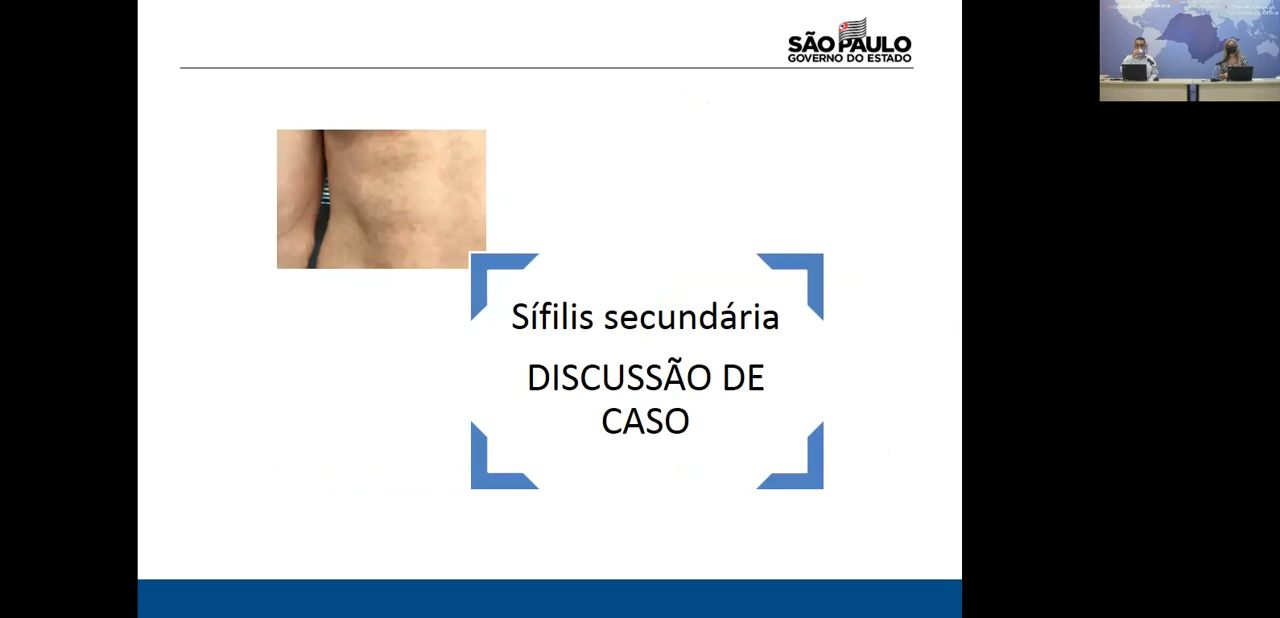 SÃO PAULO
GOVERNO DO ESTADO
Sífilis secundária
DISCUSSÃO DE
CASO